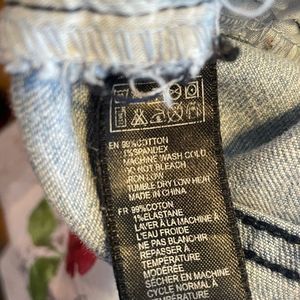 EN 99%COTTON
1%SPANDEX
MACHINE WASH COLD
DO NOT BLEACH
IRON LOW
TUMBLE DRY LOW HEAT
MADE IN CHINA
FR 99%COTON
1%ELASTANE
LAVER À LA MACHINE À
L'EAU FROIDE
NE PAS BLANCHIR
REPASSER À
TEMPÉRATURE
MODÉRÉE
SÉCHER EN MACHINE
CYCLE NORMAL À
TEMPÉRATURE